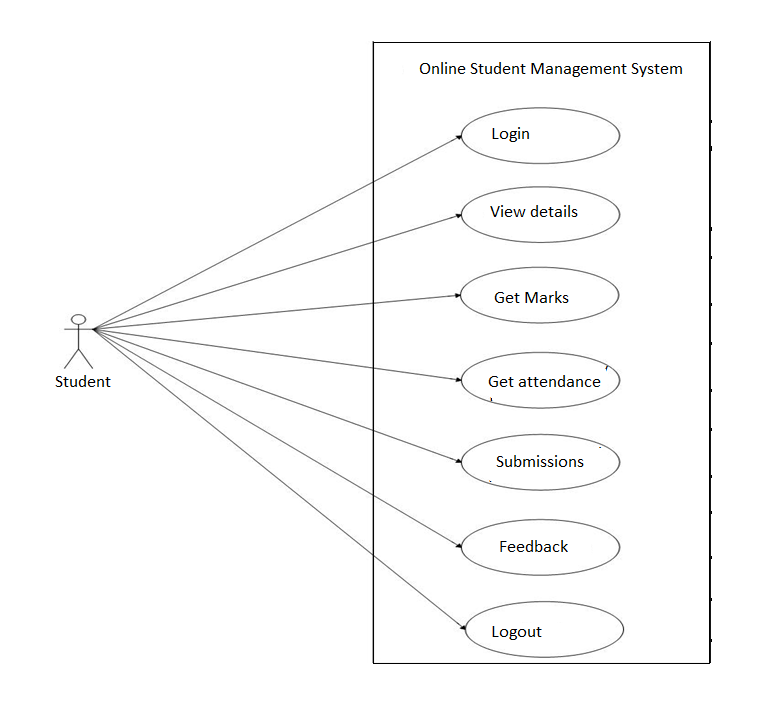 Online Student Management System
Login
View details
Get Marks
Student
Get attendance
Submissions
Feedback
Logout